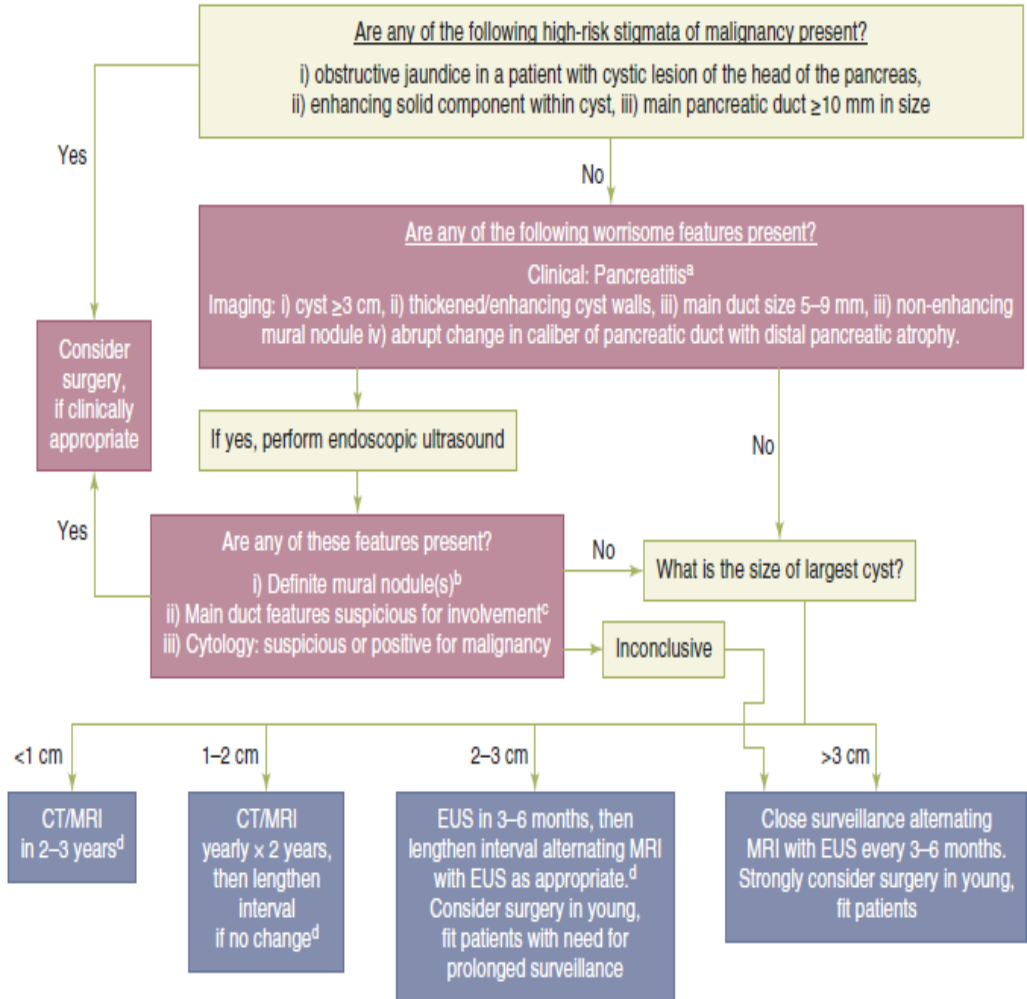 Are any of the following high-risk stigmata of malignancy present?
i) obstructive jaundice in a patient with cystic lesion of the head of the pancreas,
ii) enhancing solid component within cyst, iii) main pancreatic duct ≥10 mm in size
Yes
No
Are any of the following worrisome features present?
Clinical: Pancreatitisᵃ
Imaging: i) cyst ≥3 cm, ii) thickened/enhancing cyst walls, iii) main duct size 5–9 mm, iii) non-enhancing
mural nodule iv) abrupt change in caliber of pancreatic duct with distal pancreatic atrophy.
Consider
surgery,
if clinically
appropriate
If yes, perform endoscopic ultrasound
No
Yes
Are any of these features present?
i) Definite mural nodule(s)ᵇ
ii) Main duct features suspicious for involvementᶜ
iii) Cytology: suspicious or positive for malignancy
No
What is the size of largest cyst?
Inconclusive
<1 cm
1–2 cm
2–3 cm
>3 cm
CT/MRI
in 2–3 yearsᵈ
CT/MRI
yearly × 2 years,
then lengthen
interval
if no changeᵈ
EUS in 3–6 months, then
lengthen interval alternating MRI
with EUS as appropriate.ᵈ
Consider surgery in young,
fit patients with need for
prolonged surveillance
Close surveillance alternating
MRI with EUS every 3–6 months.
Strongly consider surgery in young,
fit patients